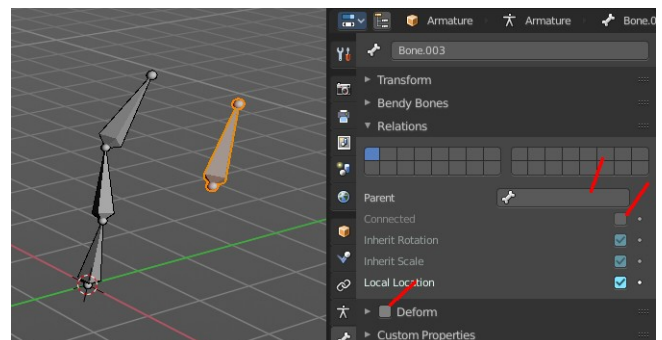 Armature Armature Bone.0
Bone.003
Transform
Bendy Bones
Relations
Parent
Connected
Inherit Rotation
Inherit Scale
Local Location
Deform
Custom Properties